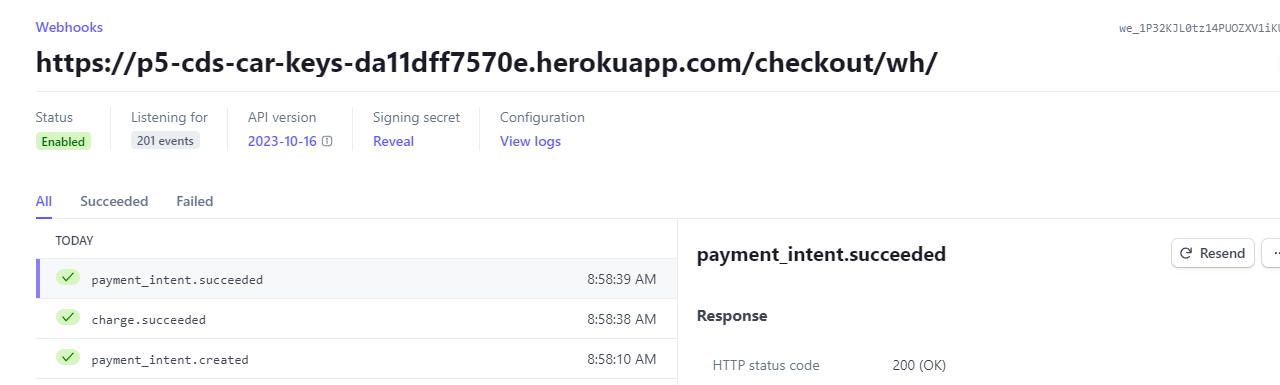 Webhooks
we_1P32KJL0tz14PUOZXV1iKU
https://p5-cds-car-keys-da11dff7570e.herokuapp.com/checkout/wh/
Status Listening for API version Signing secret Configuration
Enabled 201 events 2023-10-16 Reveal View logs
All Succeeded Failed
TODAY
payment_intent.succeeded Resend
payment_intent.succeeded 8:58:39 AM
charge.succeeded 8:58:38 AM
Response
payment_intent.created 8:58:10 AM
HTTP status code 200 (OK)